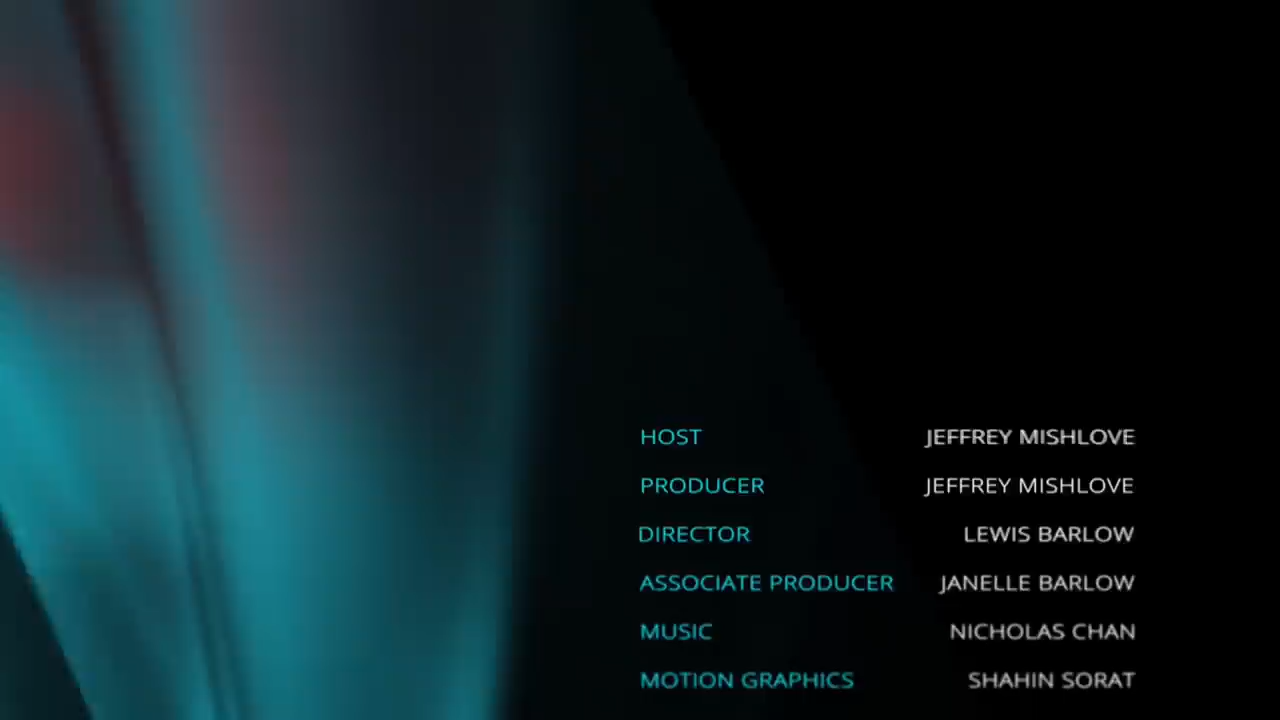 HOST JEFFREY MISHLOVE
PRODUCER JEFFREY MISHLOVE
DIRECTOR LEWIS BARLOW
ASSOCIATE PRODUCER JANELLE BARLOW
MUSIC NICHOLAS CHAN
MOTION GRAPHICS SHAHIN SORAT